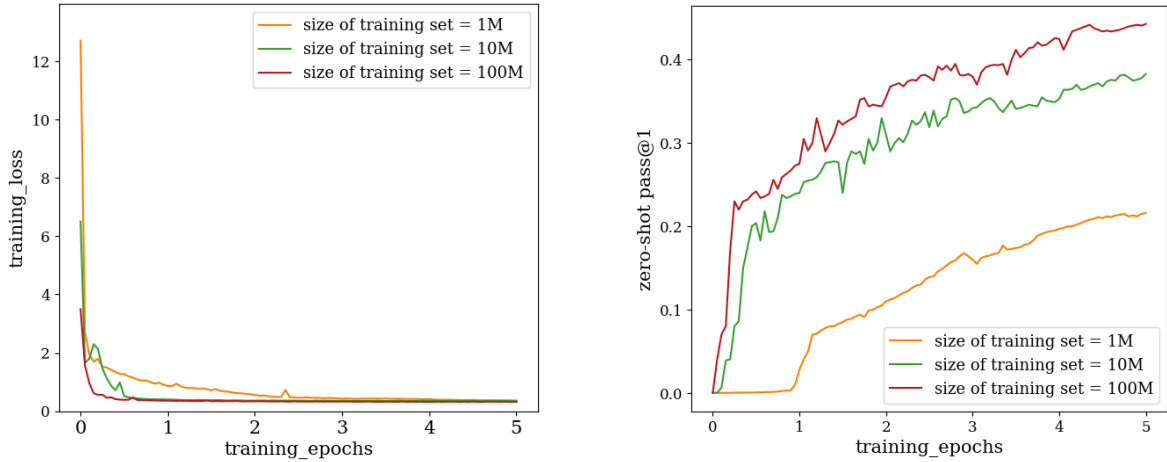 size of training set = 1M
size of training set = 10M
size of training set = 100M
training_loss
12
10
8
6
4
2
0
0 1 2 3 4 5
training_epochs
zero-shot pass@1
0.4
0.3
0.2
0.1
0.0
size of training set = 1M
size of training set = 10M
size of training set = 100M
0 1 2 3 4 5
training_epochs